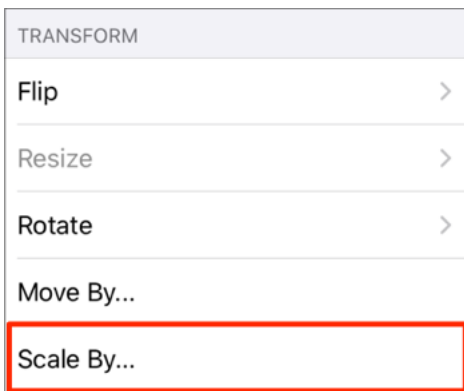 TRANSFORM
Flip
Resize
Rotate
Move By...
Scale By...